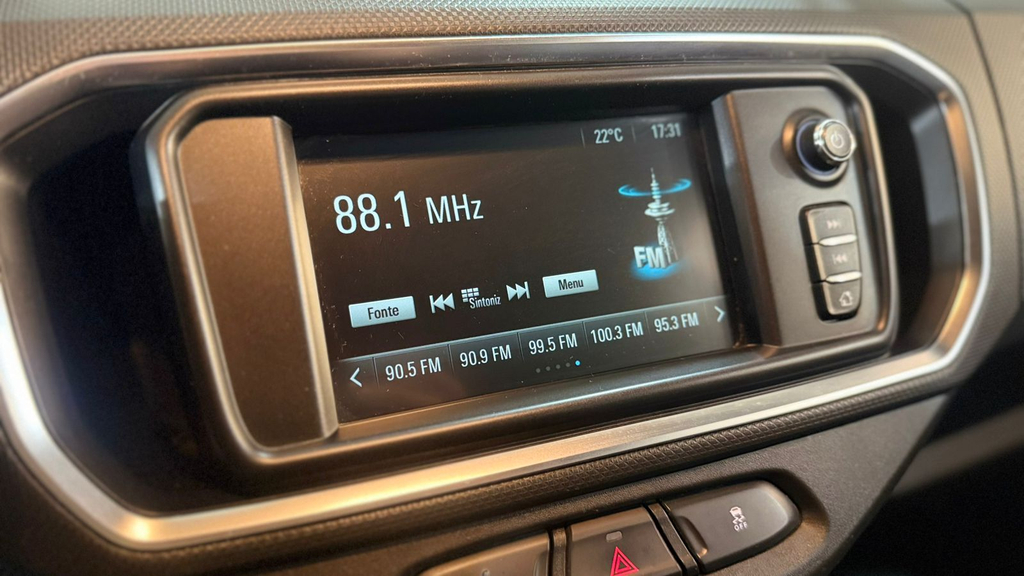 22°C 17:31
88.1 MHz
FM
Fonte Sintoniz Menu
90.5 FM 90.9 FM 99.5 FM 100.3 FM 95.3 FM
OFF